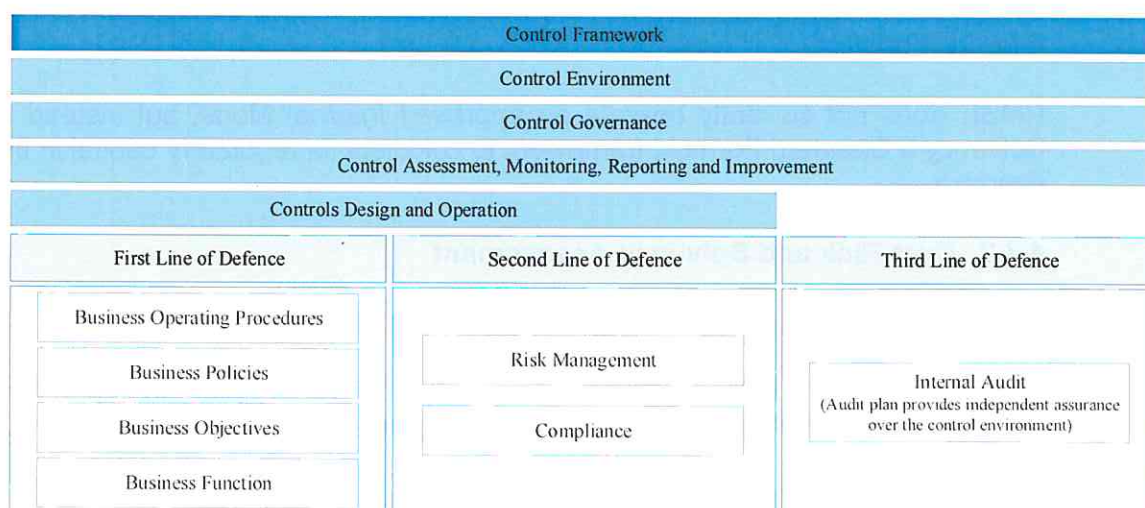 Control Framework
Control Environment
Control Governance
Control Assessment, Monitoring, Reporting and Improvement
Controls Design and Operation
First Line of Defence
Second Line of Defence
Third Line of Defence
Business Operating Procedures
Business Policies
Business Objectives
Business Function
Risk Management
Compliance
Internal Audit
(Audit plan provides independent assurance
over the control environment)